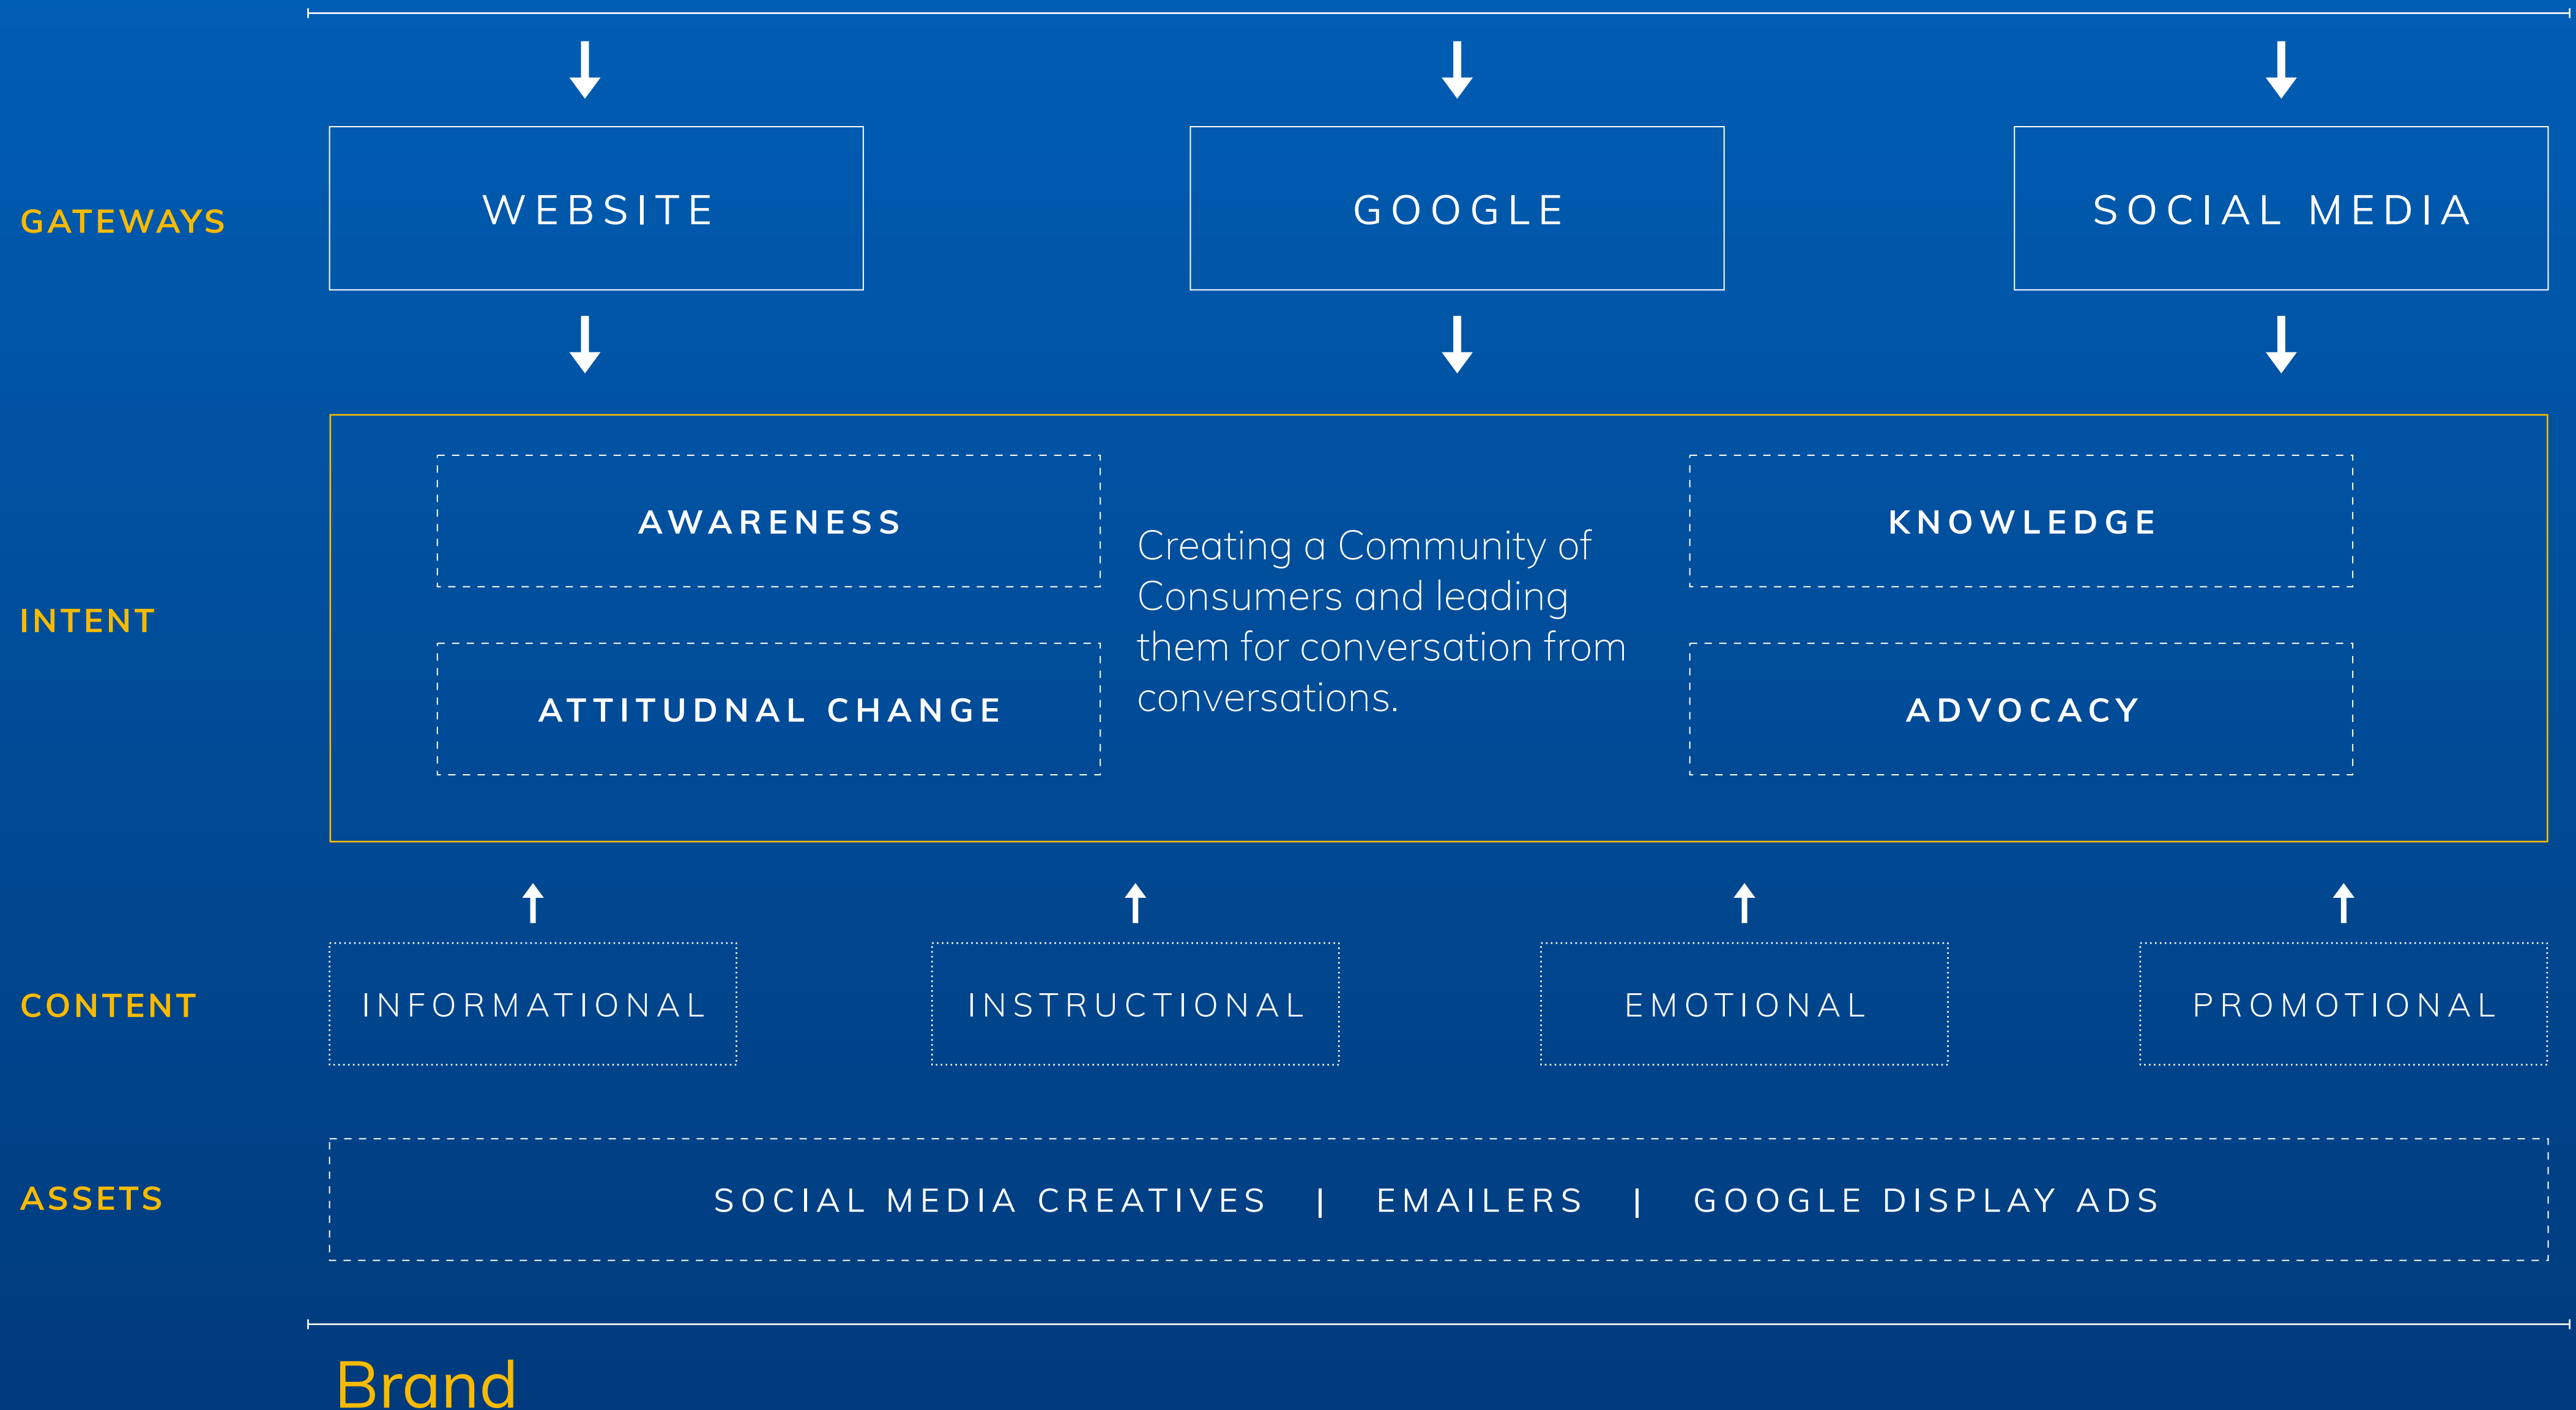 GATEWAYS
WEBSITE
GOOGLE
SOCIAL MEDIA
INTENT
AWARENESS
ATTITUDNAL CHANGE
Creating a Community of
Consumers and leading
them for conversation from
conversations.
KNOWLEDGE
ADVOCACY
CONTENT
INFORMATIONAL
INSTRUCTIONAL
EMOTIONAL
PROMOTIONAL
ASSETS
SOCIAL MEDIA CREATIVES | EMAILERS | GOOGLE DISPLAY ADS
Brand